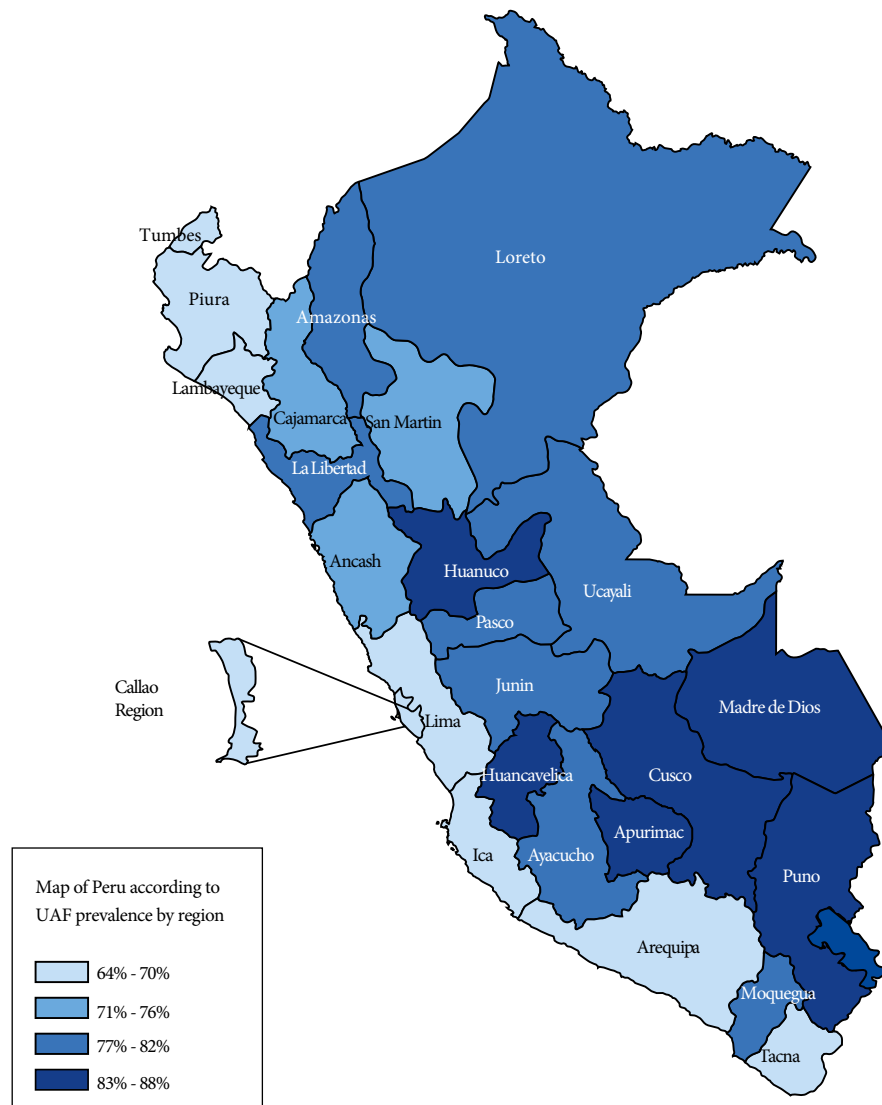 Tumbes
Loreto
Piura
Amazonas
Lambayeque
Cajamarca
San Martin
La Libertad
Ancash
Huanuco
Ucayali
Pasco
Callao
Region
Junin
Lima
Madre de Dios
Huancavelica
Cusco
Apurimac
Ica
Ayacucho
Puno
Arequipa
Moquegua
Tacna
Map of Peru according to
UAF prevalence by region
64% - 70%
71% - 76%
77% - 82%
83% - 88%